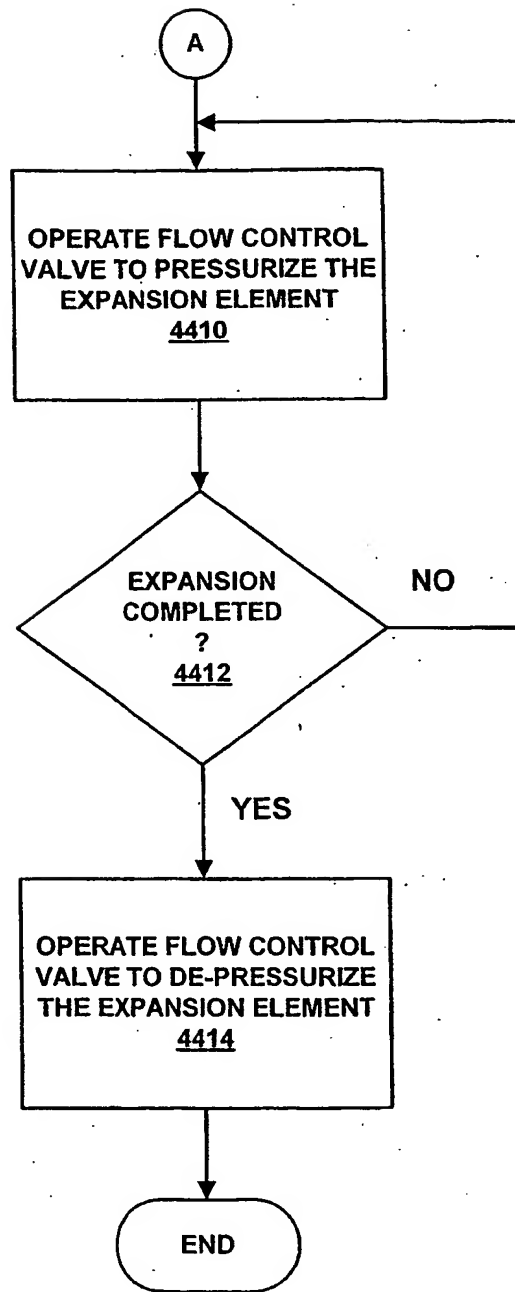 A
OPERATE FLOW CONTROL
VALVE TO PRESSURIZE THE
EXPANSION ELEMENT
4410
EXPANSION
COMPLETED
?
4412
NO
YES
OPERATE FLOW CONTROL
VALVE TO DE-PRESSURIZE
THE EXPANSION ELEMENT
4414
END